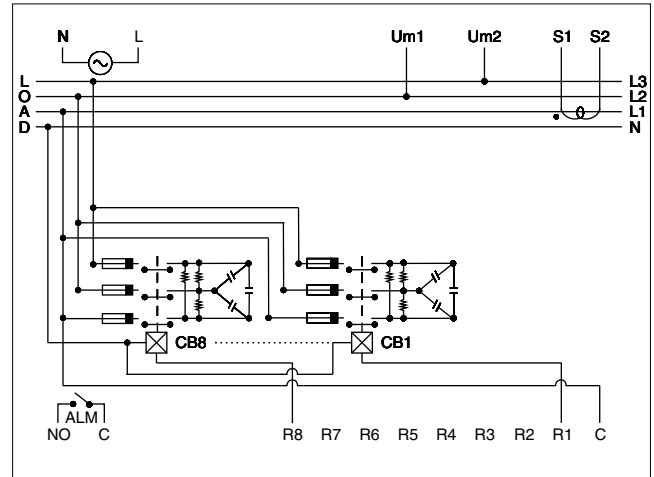 N L Um1 Um2 S1 S2
L L3
O L2
A L1
D N
CB8 CB1
ALM
NO C R8 R7 R6 R5 R4 R3 R2 R1 C